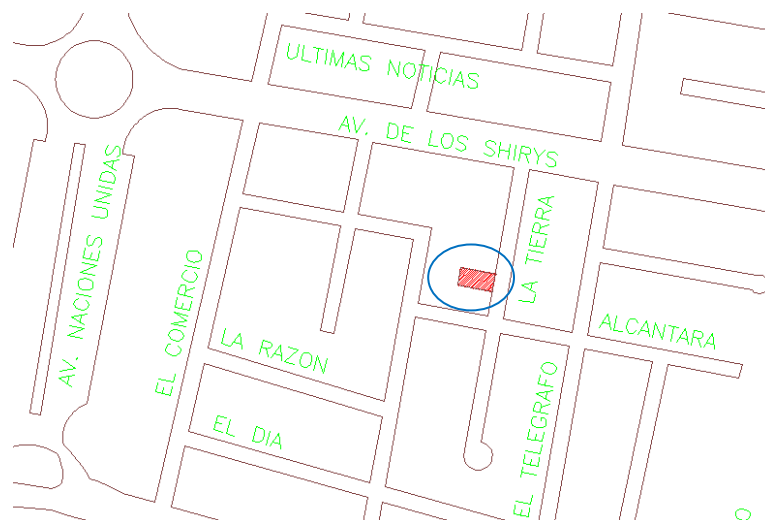 ULTIMAS NOTICIAS
AV. DE LOS SHIRYS
AV. NACIONES UNIDAS
EL COMERCIO
LA TIERRA
LA RAZON
ALCANTARA
EL DIA
EL TELEGRAFO
O